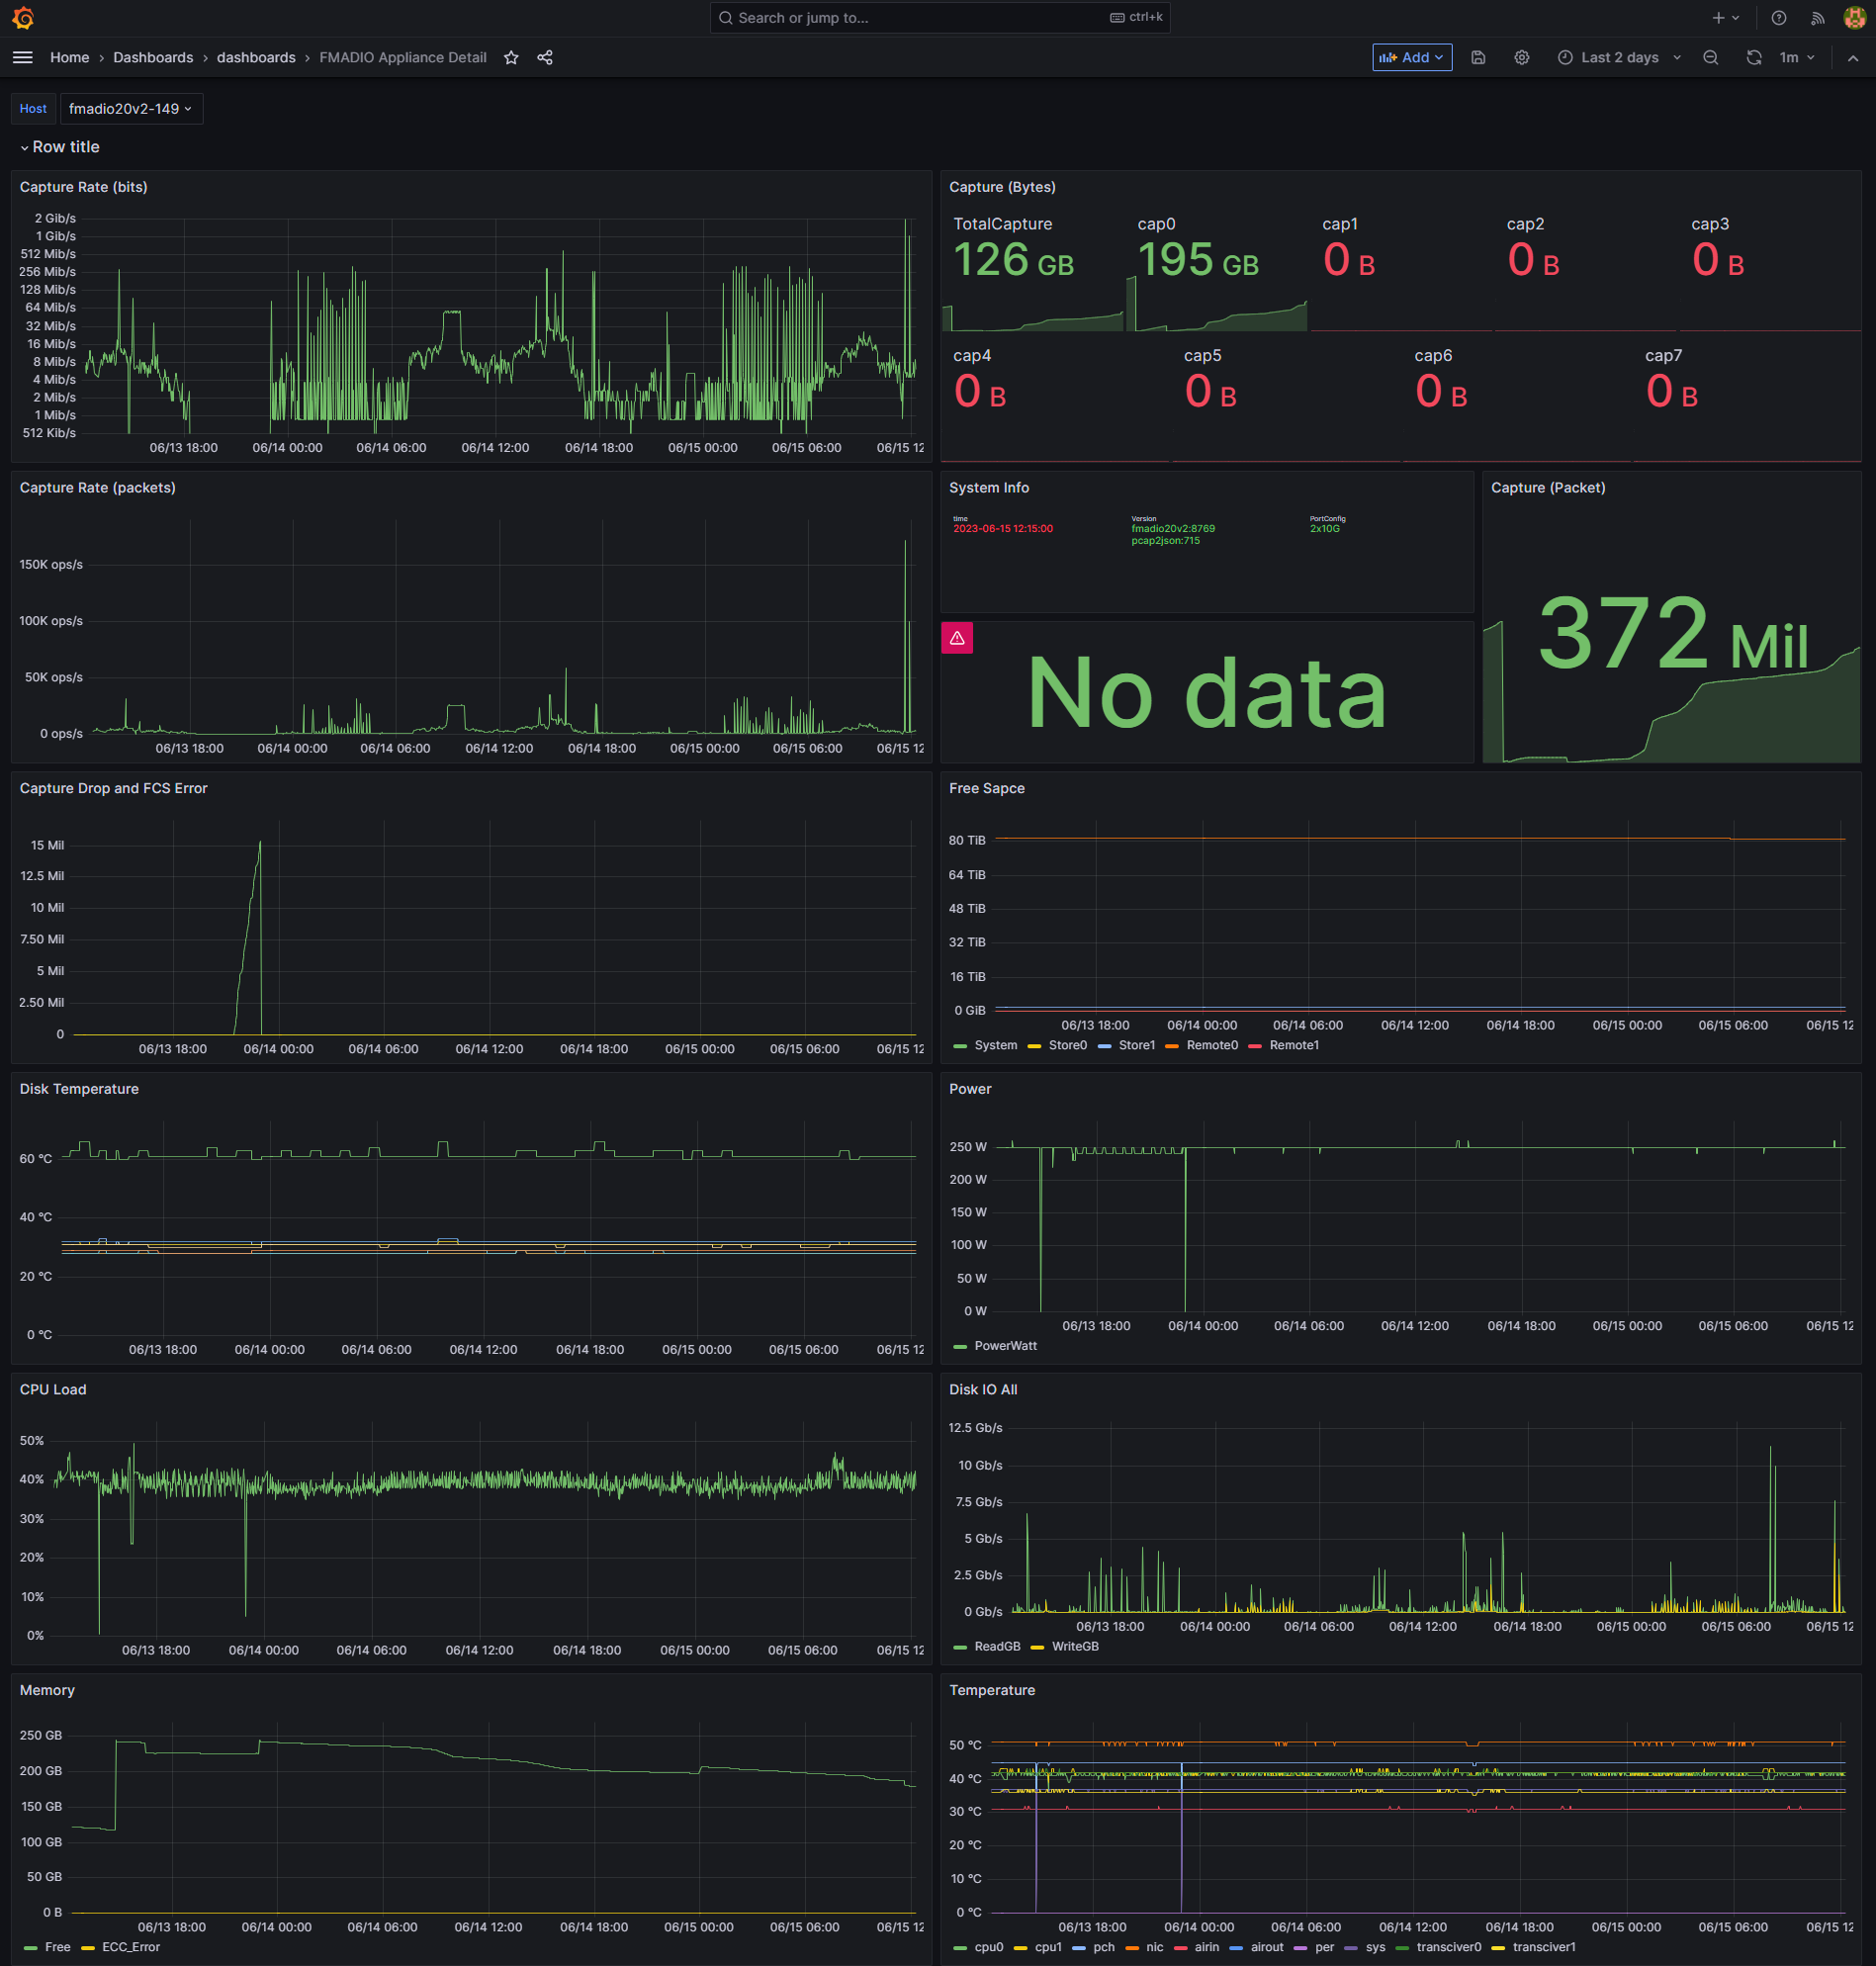 Search or jump to... ctrl+k
Home › Dashboards › dashboards › FMADIO Appliance Detail
Add Last 2 days 1m
Host fmadio20v2-149
Row title
Capture Rate (bits)
2 Gib/s
1 Gib/s
512 Mib/s
256 Mib/s
128 Mib/s
64 Mib/s
32 Mib/s
16 Mib/s
8 Mib/s
4 Mib/s
2 Mib/s
1 Mib/s
512 Kib/s
06/13 18:00 06/14 00:00 06/14 06:00 06/14 12:00 06/14 18:00 06/15 00:00 06/15 06:00 06/15 12
Capture (Bytes)
TotalCapture cap0 cap1 cap2 cap3
126 GB 195 GB 0 B 0 B 0 B
cap4 cap5 cap6 cap7
0 B 0 B 0 B 0 B
Capture Rate (packets)
150K ops/s
100K ops/s
50K ops/s
0 ops/s
06/13 18:00 06/14 00:00 06/14 06:00 06/14 12:00 06/14 18:00 06/15 00:00 06/15 06:00 06/15 12
System Info
time Version PortConfig
2023-06-15 12:15:00 fmadio20v2:8769 2x10G
pcap2json:715
No data
Capture (Packet)
372 Mil
Capture Drop and FCS Error
15 Mil
12.5 Mil
10 Mil
7.50 Mil
5 Mil
2.50 Mil
0
06/13 18:00 06/14 00:00 06/14 06:00 06/14 12:00 06/14 18:00 06/15 00:00 06/15 06:00 06/15 12
Free Sapce
80 TiB
64 TiB
48 TiB
32 TiB
16 TiB
0 GiB
06/13 18:00 06/14 00:00 06/14 06:00 06/14 12:00 06/14 18:00 06/15 00:00 06/15 06:00 06/15 12
System Store0 Store1 Remote0 Remote1
Disk Temperature
60 °C
40 °C
20 °C
0 °C
06/13 18:00 06/14 00:00 06/14 06:00 06/14 12:00 06/14 18:00 06/15 00:00 06/15 06:00 06/15 12
Power
250 W
200 W
150 W
100 W
50 W
0 W
06/13 18:00 06/14 00:00 06/14 06:00 06/14 12:00 06/14 18:00 06/15 00:00 06/15 06:00 06/15 12
PowerWatt
CPU Load
50%
40%
30%
20%
10%
0%
06/13 18:00 06/14 00:00 06/14 06:00 06/14 12:00 06/14 18:00 06/15 00:00 06/15 06:00 06/15 12
Disk IO All
12.5 Gb/s
10 Gb/s
7.5 Gb/s
5 Gb/s
2.5 Gb/s
0 Gb/s
06/13 18:00 06/14 00:00 06/14 06:00 06/14 12:00 06/14 18:00 06/15 00:00 06/15 06:00 06/15 12
ReadGB WriteGB
Memory
250 GB
200 GB
150 GB
100 GB
50 GB
0 B
06/13 18:00 06/14 00:00 06/14 06:00 06/14 12:00 06/14 18:00 06/15 00:00 06/15 06:00 06/15 12
Free ECC_Error
Temperature
50 °C
40 °C
30 °C
20 °C
10 °C
0 °C
06/13 18:00 06/14 00:00 06/14 06:00 06/14 12:00 06/14 18:00 06/15 00:00 06/15 06:00 06/15 12
cpu0 cpu1 pch nic airin airout per sys transciver0 transciver1